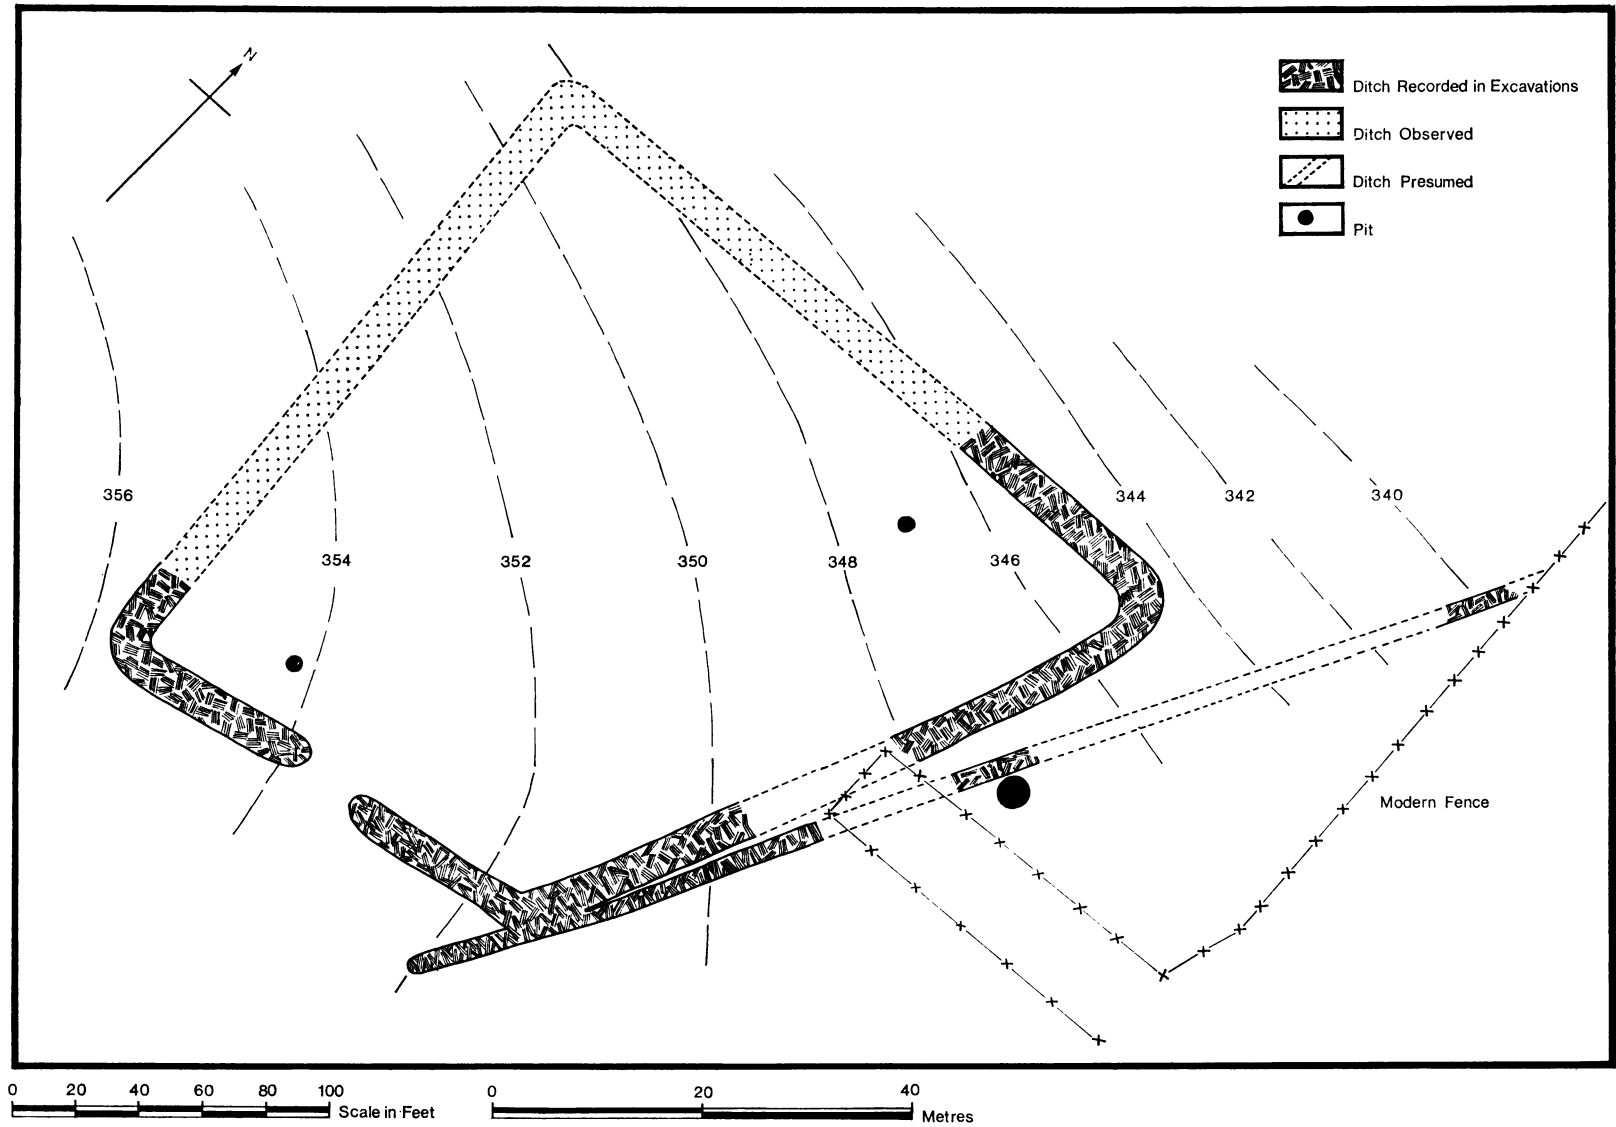 N
Ditch Recorded in Excavations
Ditch Observed
Ditch Presumed
Pit
356
344
342
340
354
352
350
348
346
Modern Fence
0 20 40 60 80 100
Scale in Feet
0 20 40
Metres